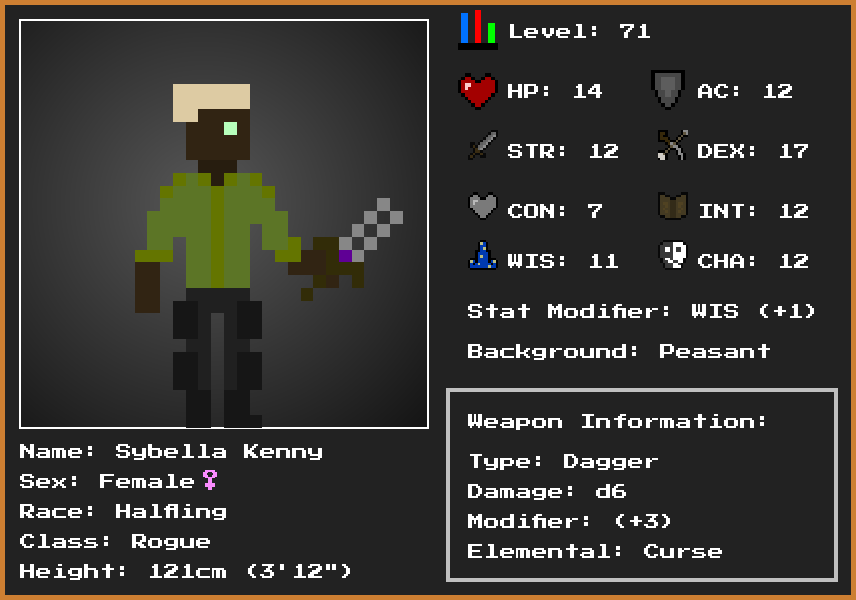 Level: 71
HP: 14
AC: 12
STR: 12
DEX: 17
CON: 7
INT: 12
WIS: 11
CHA: 12
Stat Modifier: WIS (+1)
Background: Peasant
Weapon Information:
Type: Dagger
Damage: d6
Modifier: (+3)
Elemental: Curse
Name: Sybella Kenny
Sex: Female♀
Race: Halfling
Class: Rogue
Height: 121cm (3'12")